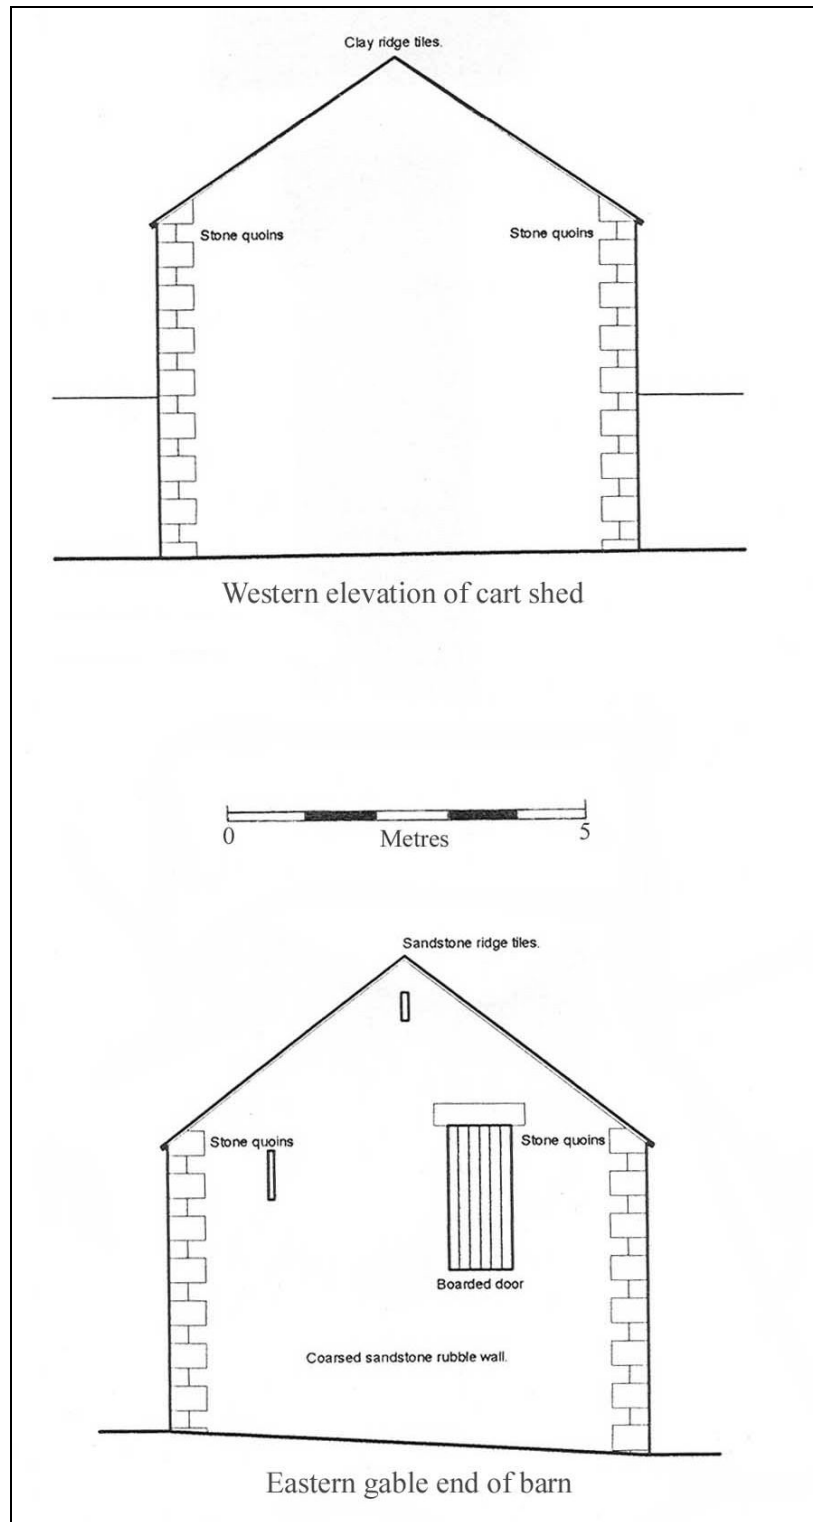 Clay ridge tiles.
Stone quoins
Stone quoins
Western elevation of cart shed
0
5
Metres
Sandstone ridge tiles.
Stone quoins
Stone quoins
Boarded door
Coarsed sandstone rubble wall.
Eastern gable end of barn